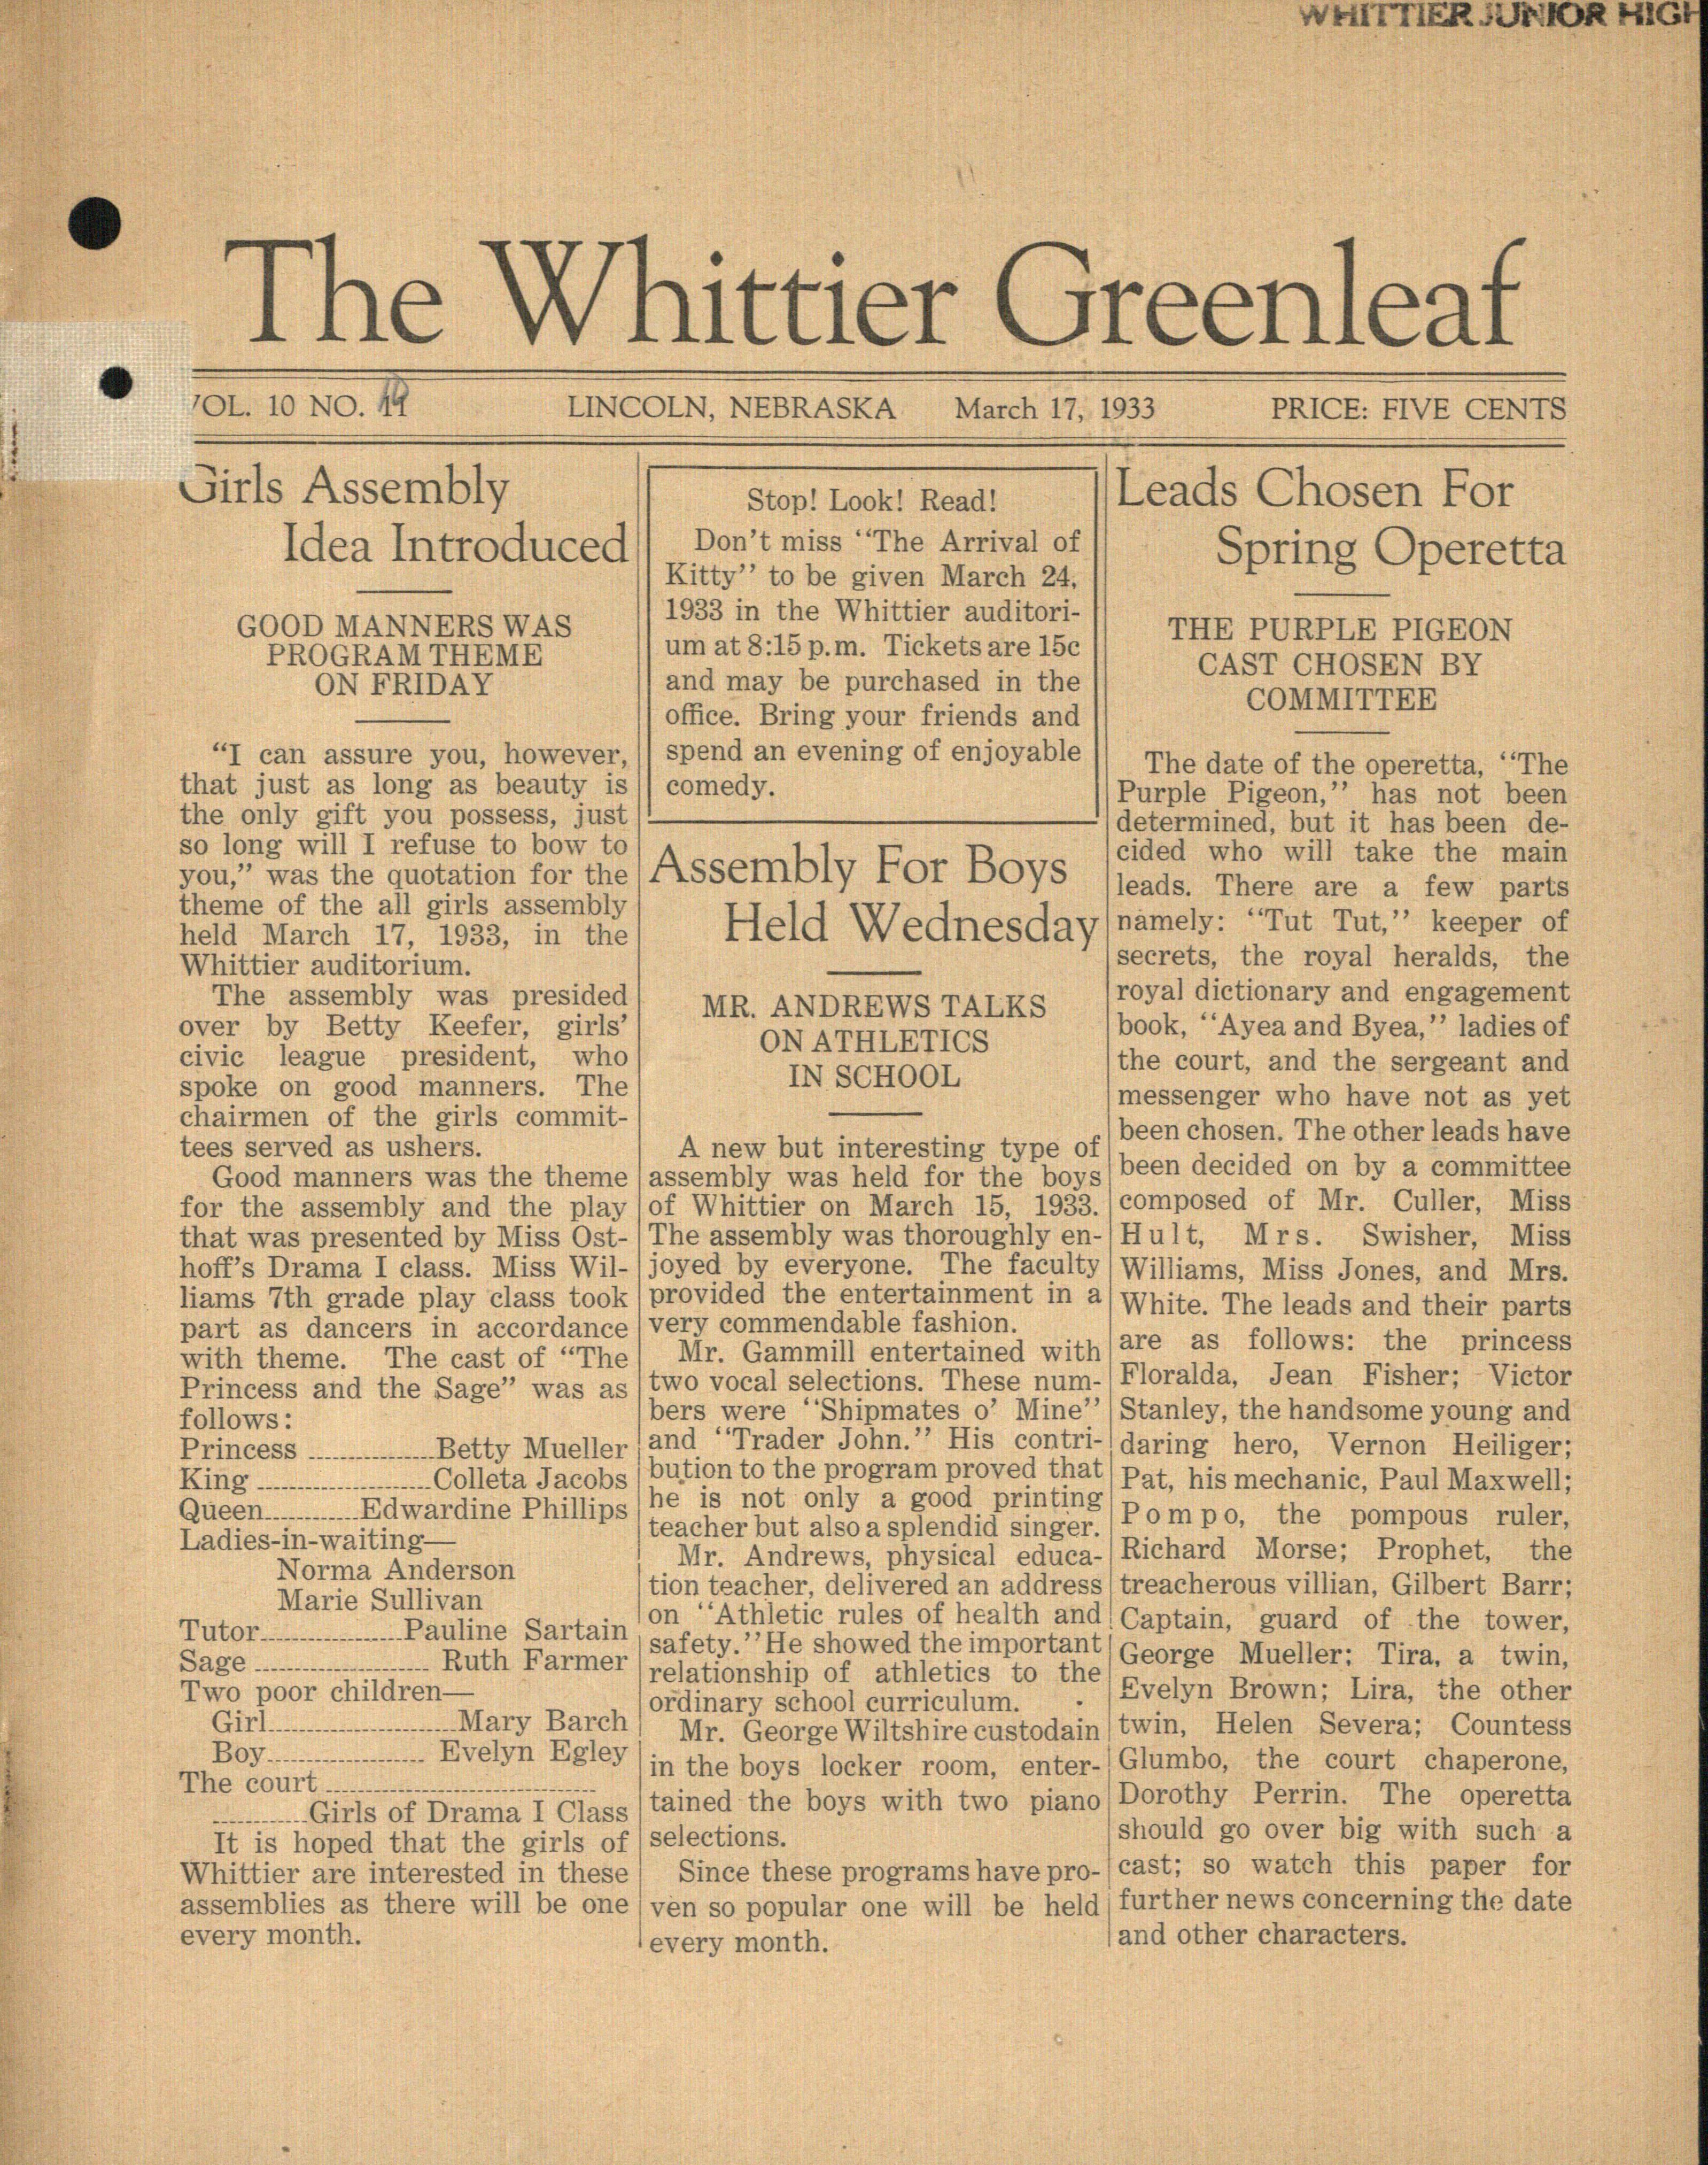 WHITTIER JUNIOR HIGH
The Whittier Greenleaf
VOL. 10 NO.
LINCOLN, NEBRASKA March 17, 1933
PRICE: FIVE CENTS
Girls Assembly
Idea Introduced
GOOD MANNERS WAS
PROGRAM THEME
ON FRIDAY
"I can assure you, however,
that just as long as beauty is
the only gift you possess, just
so long will I refuse to bow to
you," was the quotation for the
theme of the all girls assembly
held March 17, 1933, in the
Whittier auditorium.
The assembly was presided
over by Betty Keefer, girls'
civic league president, who
spoke on good manners. The
chairmen of the girls commit-
tees served as ushers.
Good manners was the theme
for the assembly and the play
that was presented by Miss Ost-
hoff's Drama I class. Miss Wil-
liams 7th grade play class took
part as dancers in accordance
with theme. The cast of "The
Princess and the Sage" was as
follows:
Princess ............... Betty Mueller
King ..................... Colleta Jacobs
Queen........... Edwardine Phillips
Ladies-in-waiting—
Norma Anderson
Marie Sullivan
Tutor................ Pauline Sartain
Sage ..................... Ruth Farmer
Two poor children—
Girl...................... Mary Barch
Boy................... Evelyn Egley
The court ................................
........... Girls of Drama I Class
It is hoped that the girls of
Whittier are interested in these
assemblies as there will be one
every month.
Stop! Look! Read!
Don't miss "The Arrival of
Kitty" to be given March 24,
1933 in the Whittier auditori-
um at 8:15 p.m. Tickets are 15c
and may be purchased in the
office. Bring your friends and
spend an evening of enjoyable
comedy.
Assembly For Boys
Held Wednesday
MR. ANDREWS TALKS
ON ATHLETICS
IN SCHOOL
A new but interesting type of
assembly was held for the boys
of Whittier on March 15, 1933.
The assembly was thoroughly en-
joyed by everyone. The faculty
provided the entertainment in a
very commendable fashion.
Mr. Gammill entertained with
two vocal selections. These num-
bers were "Shipmates o' Mine"
and "Trader John." His contri-
bution to the program proved that
he is not only a good printing
teacher but also a splendid singer.
Mr. Andrews, physical educa-
tion teacher, delivered an address
on "Athletic rules of health and
safety." He showed the important
relationship of athletics to the
ordinary school curriculum.
Mr. George Wiltshire custodain
in the boys locker room, enter-
tained the boys with two piano
selections.
Since these programs have pro-
ven so popular one will be held
every month.
Leads Chosen For
Spring Operetta
THE PURPLE PIGEON
CAST CHOSEN BY
COMMITTEE
The date of the operetta, "The
Purple Pigeon," has not been
determined, but it has been de-
cided who will take the main
leads. There are a few parts
namely: "Tut Tut," keeper of
secrets, the royal heralds, the
royal dictionary and engagement
book, "Ayea and Byea," ladies of
the court, and the sergeant and
messenger who have not as yet
been chosen. The other leads have
been decided on by a committee
composed of Mr. Culler, Miss
Hult, Mrs. Swisher, Miss
Williams, Miss Jones, and Mrs.
White. The leads and their parts
are as follows: the princess
Floralda, Jean Fisher; Victor
Stanley, the handsome young and
daring hero, Vernon Heiliger;
Pat, his mechanic, Paul Maxwell;
Pompo, the pompous ruler,
Richard Morse; Prophet, the
treacherous villian, Gilbert Barr;
Captain, guard of the tower,
George Mueller; Tira, a twin,
Evelyn Brown; Lira, the other
twin, Helen Severa; Countess
Glumbo, the court chaperone,
Dorothy Perrin. The operetta
should go over big with such a
cast; so watch this paper for
further news concerning the date
and other characters.